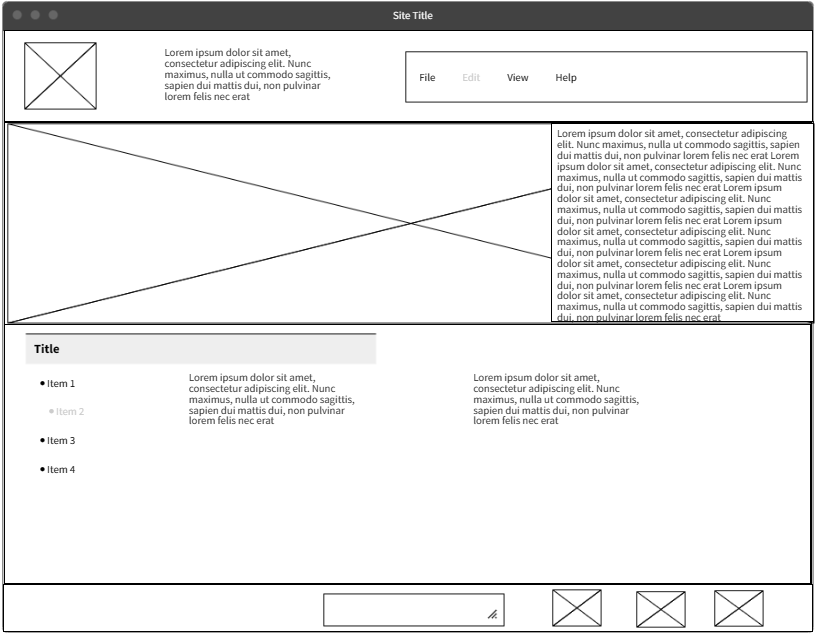 Site Title
Lorem ipsum dolor sit amet,
consectetur adipiscing elit. Nunc
maximus, nulla ut commodo sagittis,
sapien dui mattis dui, non pulvinar
lorem felis nec erat
File Edit View Help
Lorem ipsum dolor sit amet, consectetur adipiscing
elit. Nunc maximus, nulla ut commodo sagittis, sapien
dui mattis dui, non pulvinar lorem felis nec erat Lorem
ipsum dolor sit amet, consectetur adipiscing elit. Nunc
maximus, nulla ut commodo sagittis, sapien dui mattis
dui, non pulvinar lorem felis nec erat Lorem ipsum
dolor sit amet, consectetur adipiscing elit. Nunc
maximus, nulla ut commodo sagittis, sapien dui mattis
dui, non pulvinar lorem felis nec erat Lorem ipsum
dolor sit amet, consectetur adipiscing elit. Nunc
maximus, nulla ut commodo sagittis, sapien dui mattis
dui, non pulvinar lorem felis nec erat Lorem ipsum
dolor sit amet, consectetur adipiscing elit. Nunc
maximus, nulla ut commodo sagittis, sapien dui mattis
dui, non pulvinar lorem felis nec erat Lorem ipsum
dolor sit amet, consectetur adipiscing elit. Nunc
maximus, nulla ut commodo sagittis, sapien dui mattis
dui, non pulvinar lorem felis nec erat
Title
Item 1
Item 2
Item 3
Item 4
Lorem ipsum dolor sit amet,
consectetur adipiscing elit. Nunc
maximus, nulla ut commodo sagittis,
sapien dui mattis dui, non pulvinar
lorem felis nec erat
Lorem ipsum dolor sit amet,
consectetur adipiscing elit. Nunc
maximus, nulla ut commodo sagittis,
sapien dui mattis dui, non pulvinar
lorem felis nec erat